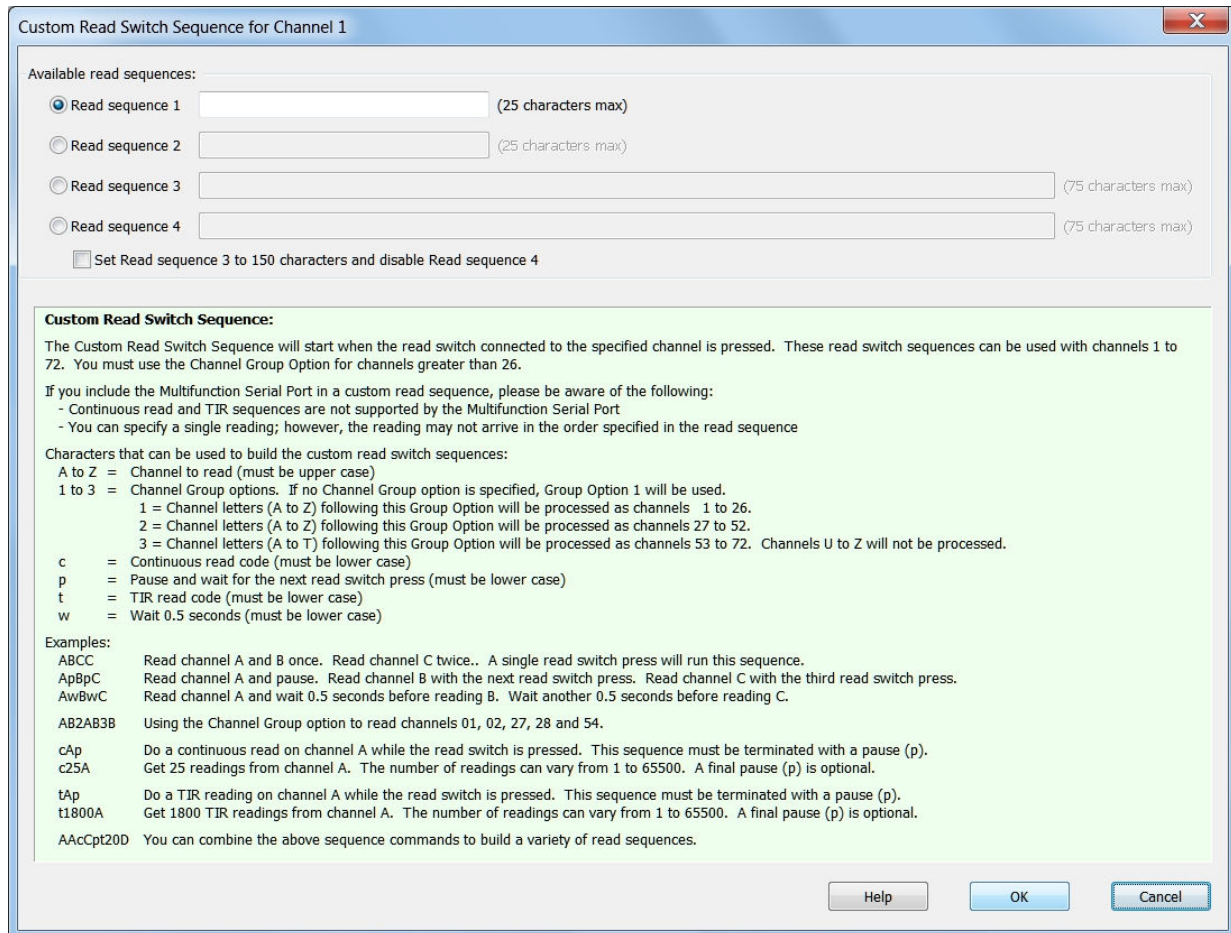 Custom Read Switch Sequence for Channel 1
Available read sequences:
Read sequence 1 (25 characters max)
Read sequence 2 (25 characters max)
Read sequence 3 (75 characters max)
Read sequence 4 (75 characters max)
Set Read sequence 3 to 150 characters and disable Read sequence 4
Custom Read Switch Sequence:
The Custom Read Switch Sequence will start when the read switch connected to the specified channel is pressed. These read switch sequences can be used with channels 1 to
72. You must use the Channel Group Option for channels greater than 26.
If you include the Multifunction Serial Port in a custom read sequence, please be aware of the following:
- Continuous read and TIR sequences are not supported by the Multifunction Serial Port
- You can specify a single reading; however, the reading may not arrive in the order specified in the read sequence
Characters that can be used to build the custom read switch sequences:
A to Z = Channel to read (must be upper case)
1 to 3 = Channel Group options. If no Channel Group option is specified, Group Option 1 will be used.
1 = Channel letters (A to Z) following this Group Option will be processed as channels 1 to 26.
2 = Channel letters (A to Z) following this Group Option will be processed as channels 27 to 52.
3 = Channel letters (A to T) following this Group Option will be processed as channels 53 to 72. Channels U to Z will not be processed.
c = Continuous read code (must be lower case)
p = Pause and wait for the next read switch press (must be lower case)
t = TIR read code (must be lower case)
w = Wait 0.5 seconds (must be lower case)
Examples:
ABCC Read channel A and B once. Read channel C twice.. A single read switch press will run this sequence.
ApBpC Read channel A and pause. Read channel B with the next read switch press. Read channel C with the third read switch press.
AwBwC Read channel A and wait 0.5 seconds before reading B. Wait another 0.5 seconds before reading C.
AB2AB3B Using the Channel Group option to read channels 01, 02, 27, 28 and 54.
cAp Do a continuous read on channel A while the read switch is pressed. This sequence must be terminated with a pause (p).
c25A Get 25 readings from channel A. The number of readings can vary from 1 to 65500. A final pause (p) is optional.
tAp Do a TIR reading on channel A while the read switch is pressed. This sequence must be terminated with a pause (p).
t1800A Get 1800 TIR readings from channel A. The number of readings can vary from 1 to 65500. A final pause (p) is optional.
AAcCpt20D You can combine the above sequence commands to build a variety of read sequences.
Help OK Cancel